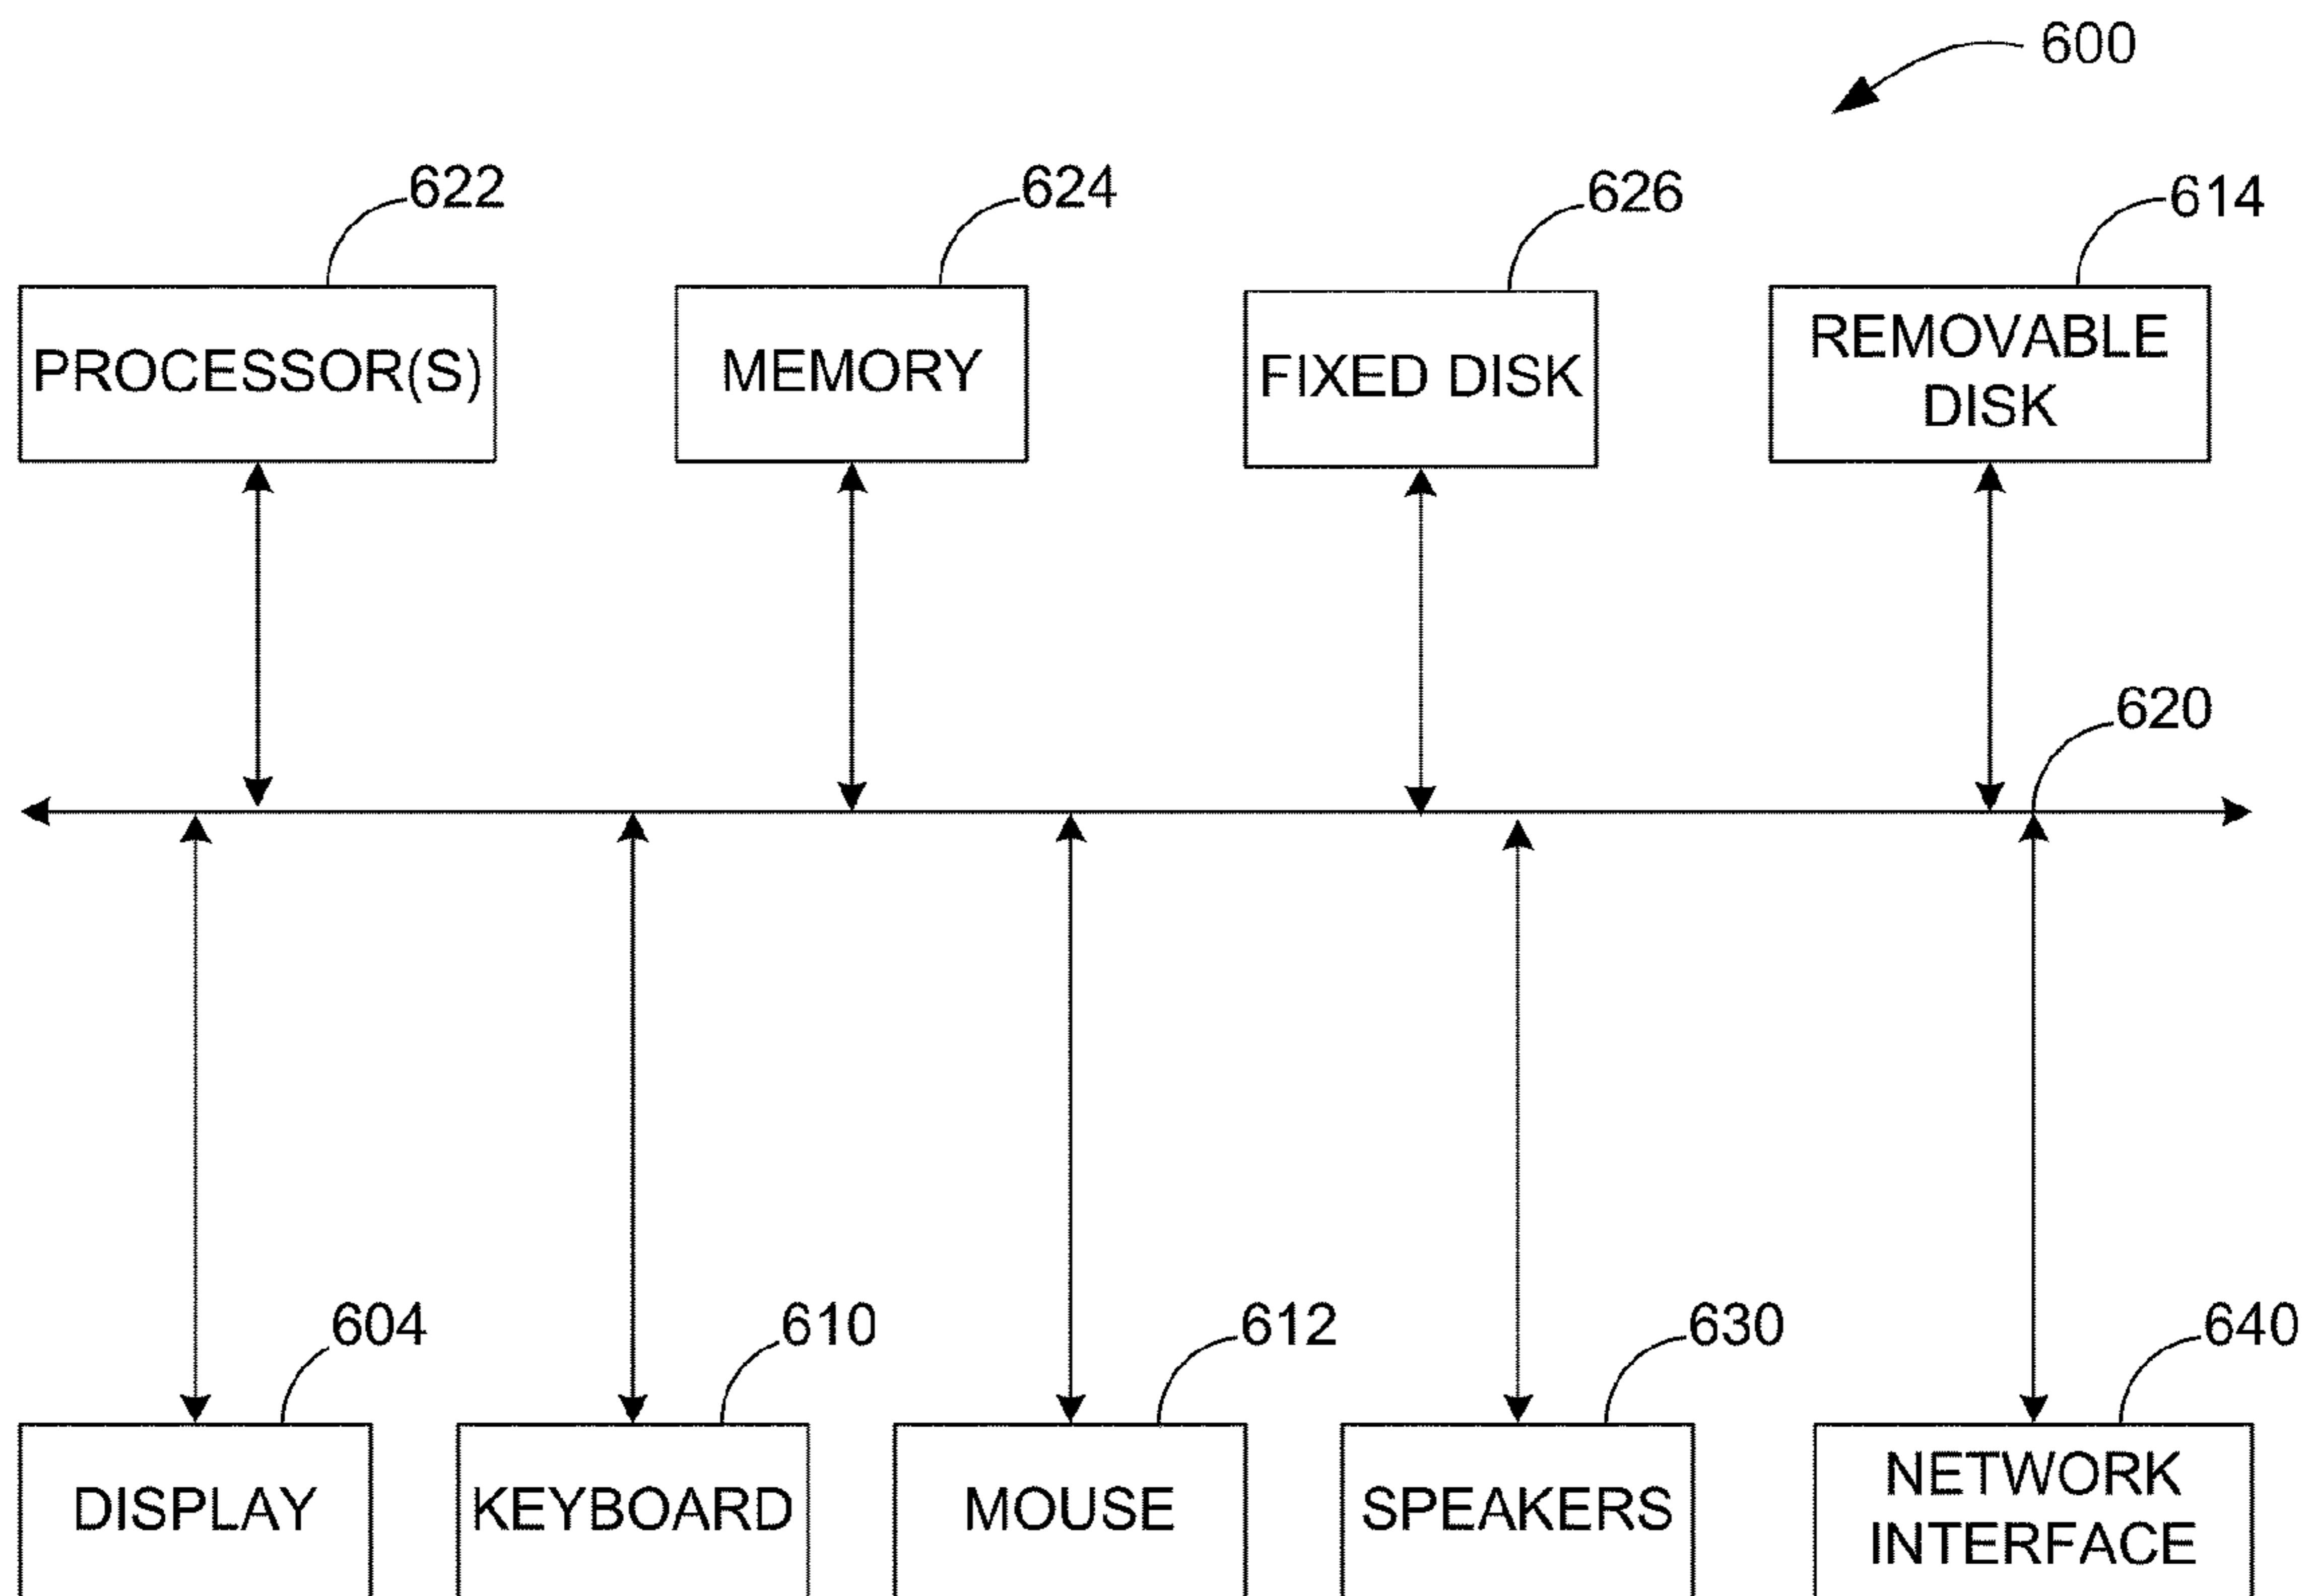 600
622
624
626
614
PROCESSOR(S)
MEMORY
FIXED DISK
REMOVABLE
DISK
620
604
610
612
630
640
DISPLAY
KEYBOARD
MOUSE
SPEAKERS
NETWORK
INTERFACE